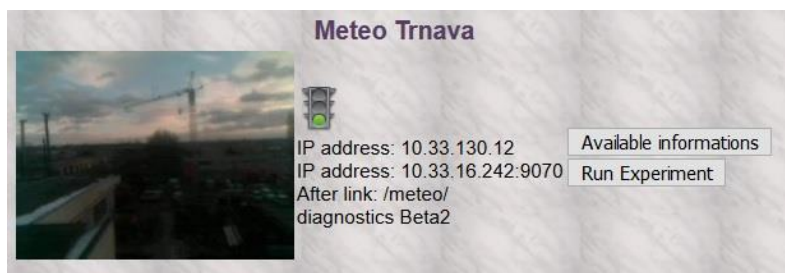 Meteo Trnava
IP address: 10.33.130.12
IP address: 10.33.16.242:9070
After link: /meteo/
diagnostics Beta2
Available informations
Run Experiment